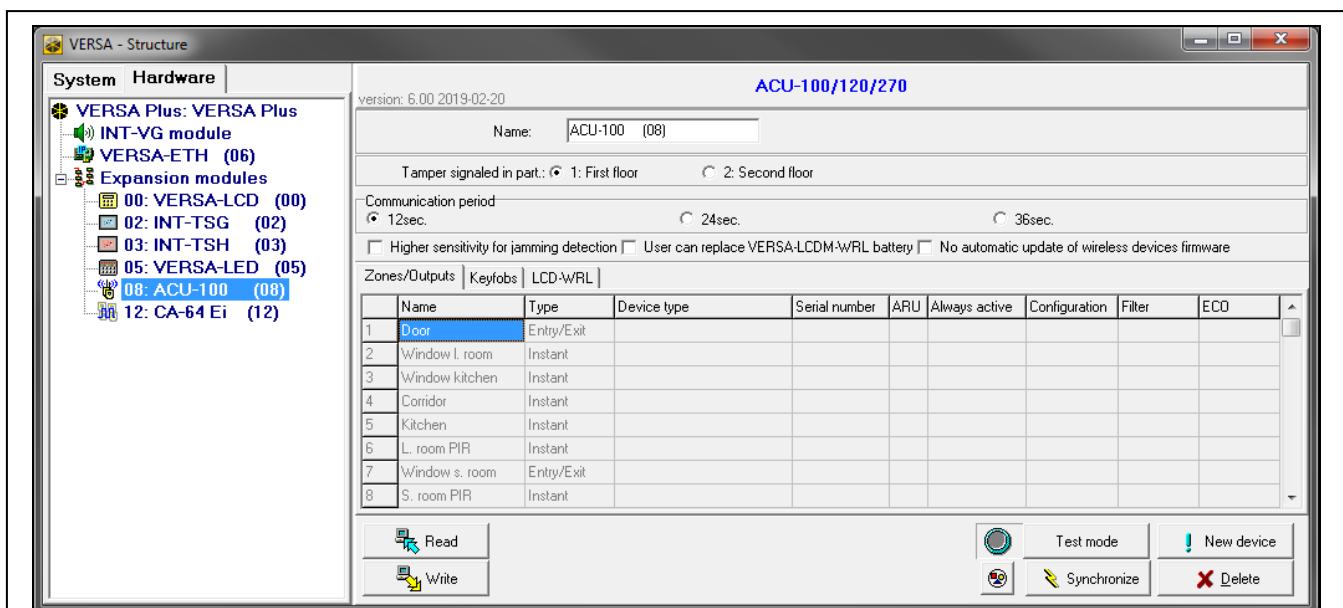 VERSA - Structure
System Hardware
VERSA Plus: VERSA Plus
INT-VG module
VERSA-ETH (06)
Expansion modules
00: VERSA-LCD (00)
02: INT-TSG (02)
03: INT-TSH (03)
05: VERSA-LED (05)
08: ACU-100 (08)
12: CA-64 Ei (12)
ACU-100/120/270
version: 6.00 2019-02-20
Name: ACU-100 (08)
Tamper signaled in part.: 1: First floor 2: Second floor
Communication period
12sec. 24sec. 36sec.
Higher sensitivity for jamming detection User can replace VERSA-LCDM-WRL battery No automatic update of wireless devices firmware
Zones/Outputs Keyfobs LCD-WRL
Name Type Device type Serial number ARU Always active Configuration Filter ECO
1 Door Entry/Exit
2 Window l. room Instant
3 Window kitchen Instant
4 Corridor Instant
5 Kitchen Instant
6 L. room PIR Instant
7 Window s. room Entry/Exit
8 S. room PIR Instant
Read Test mode New device
Write Synchronize Delete